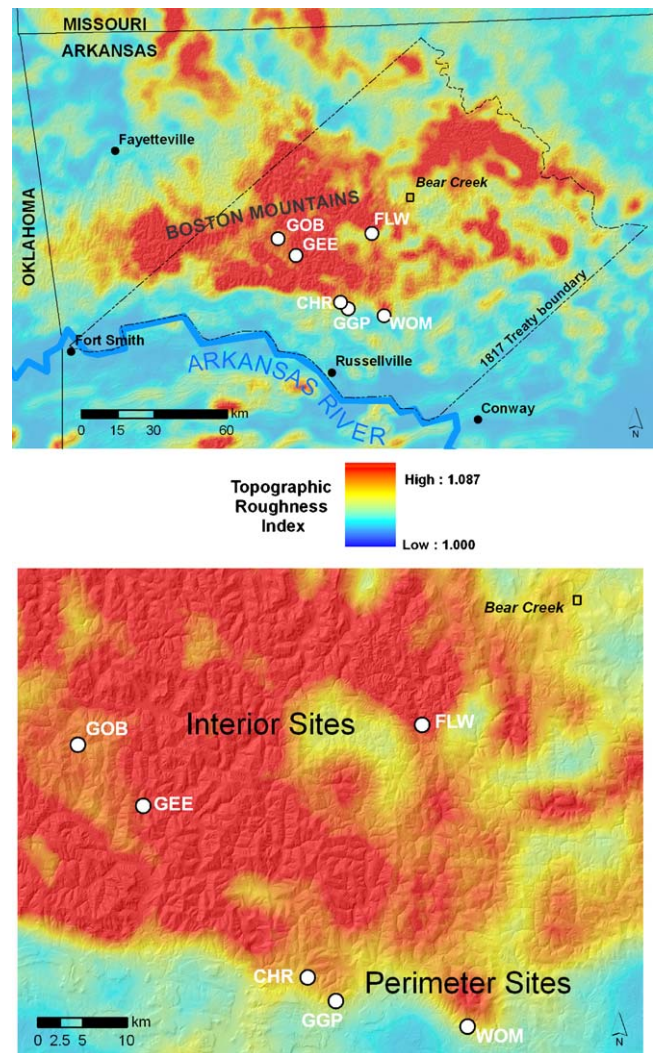 MISSOURI
ARKANSAS
Fayetteville
OKLAHOMA
Bear Creek
BOSTON MOUNTAINS
FLW
GOB
GEE
CHR
GGP
WOM
1817 Treaty boundary
Fort Smith
Russellville
ARKANSAS RIVER
Conway
km
0 15 30 60
N
Topographic
Roughness
Index
High : 1.087
Low : 1.000
Bear Creek
Interior Sites
FLW
GOB
GEE
CHR
Perimeter Sites
GGP
WOM
km
0 2.5 5 10
N